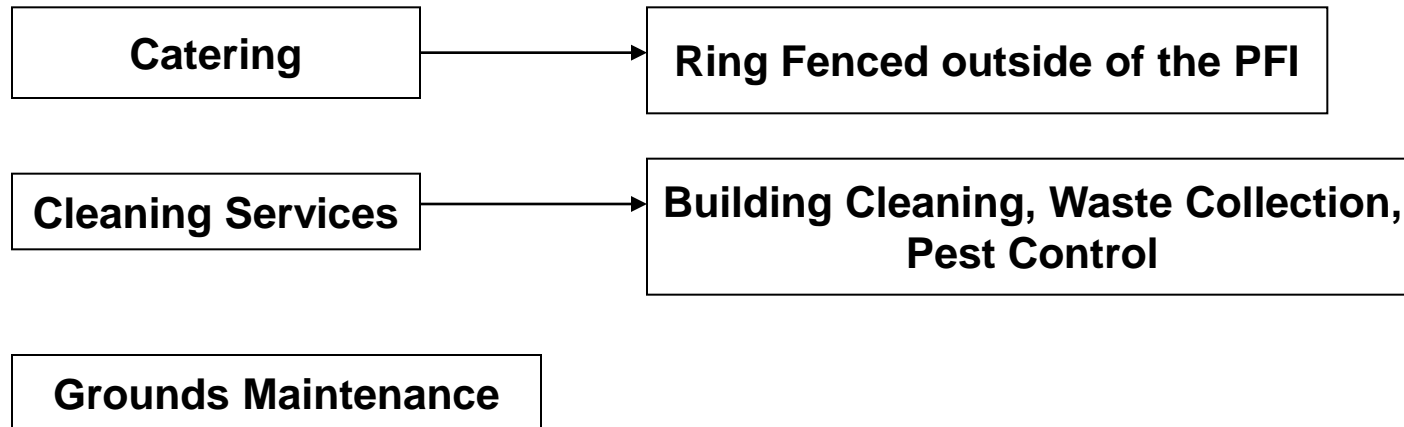 Catering
Ring Fenced outside of the PFI
Cleaning Services
Building Cleaning, Waste Collection,
Pest Control
Grounds Maintenance